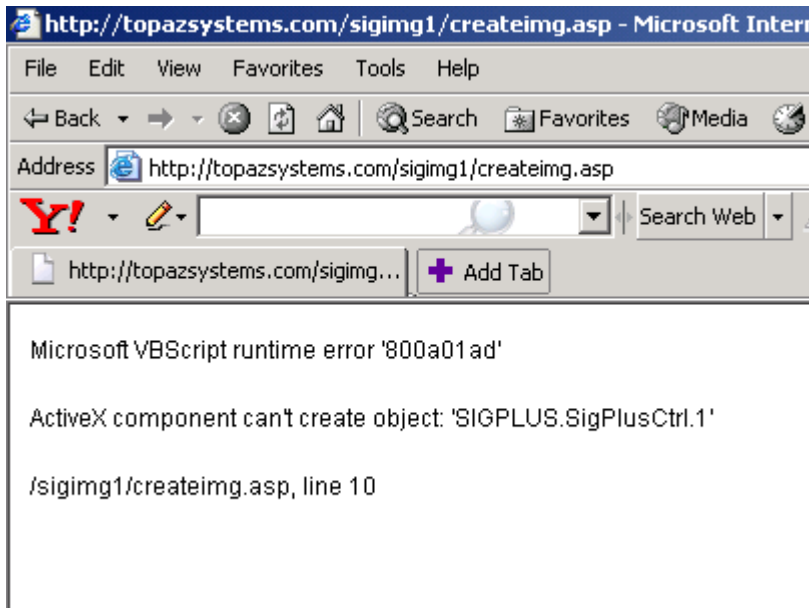 http://topazsystems.com/sigimg1/createimg.asp - Microsoft Intern
File Edit View Favorites Tools Help
Back Search Favorites Media
Address http://topazsystems.com/sigimg1/createimg.asp
Y! Search Web
http://topazsystems.com/sigimg... Add Tab
Microsoft VBScript runtime error '800a01ad'
ActiveX component can't create object: 'SIGPLUS.SigPlusCtrl.1'
/sigimg1/createimg.asp, line 10